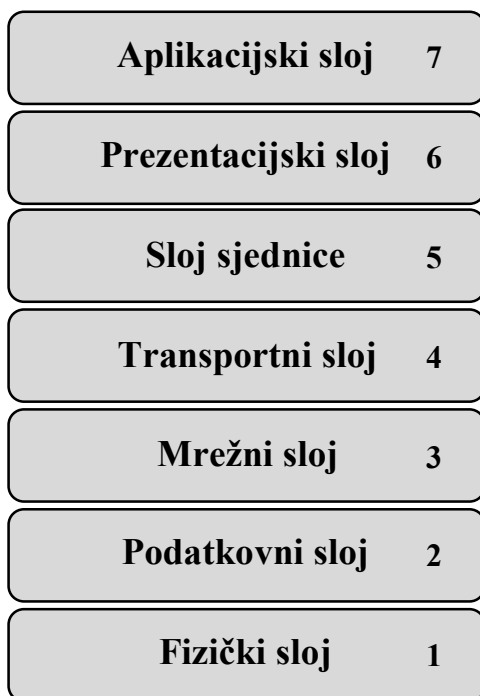 Aplikacijski sloj 7
Prezentacijski sloj 6
Sloj sjednice 5
Transportni sloj 4
Mrežni sloj 3
Podatkovni sloj 2
Fizički sloj 1